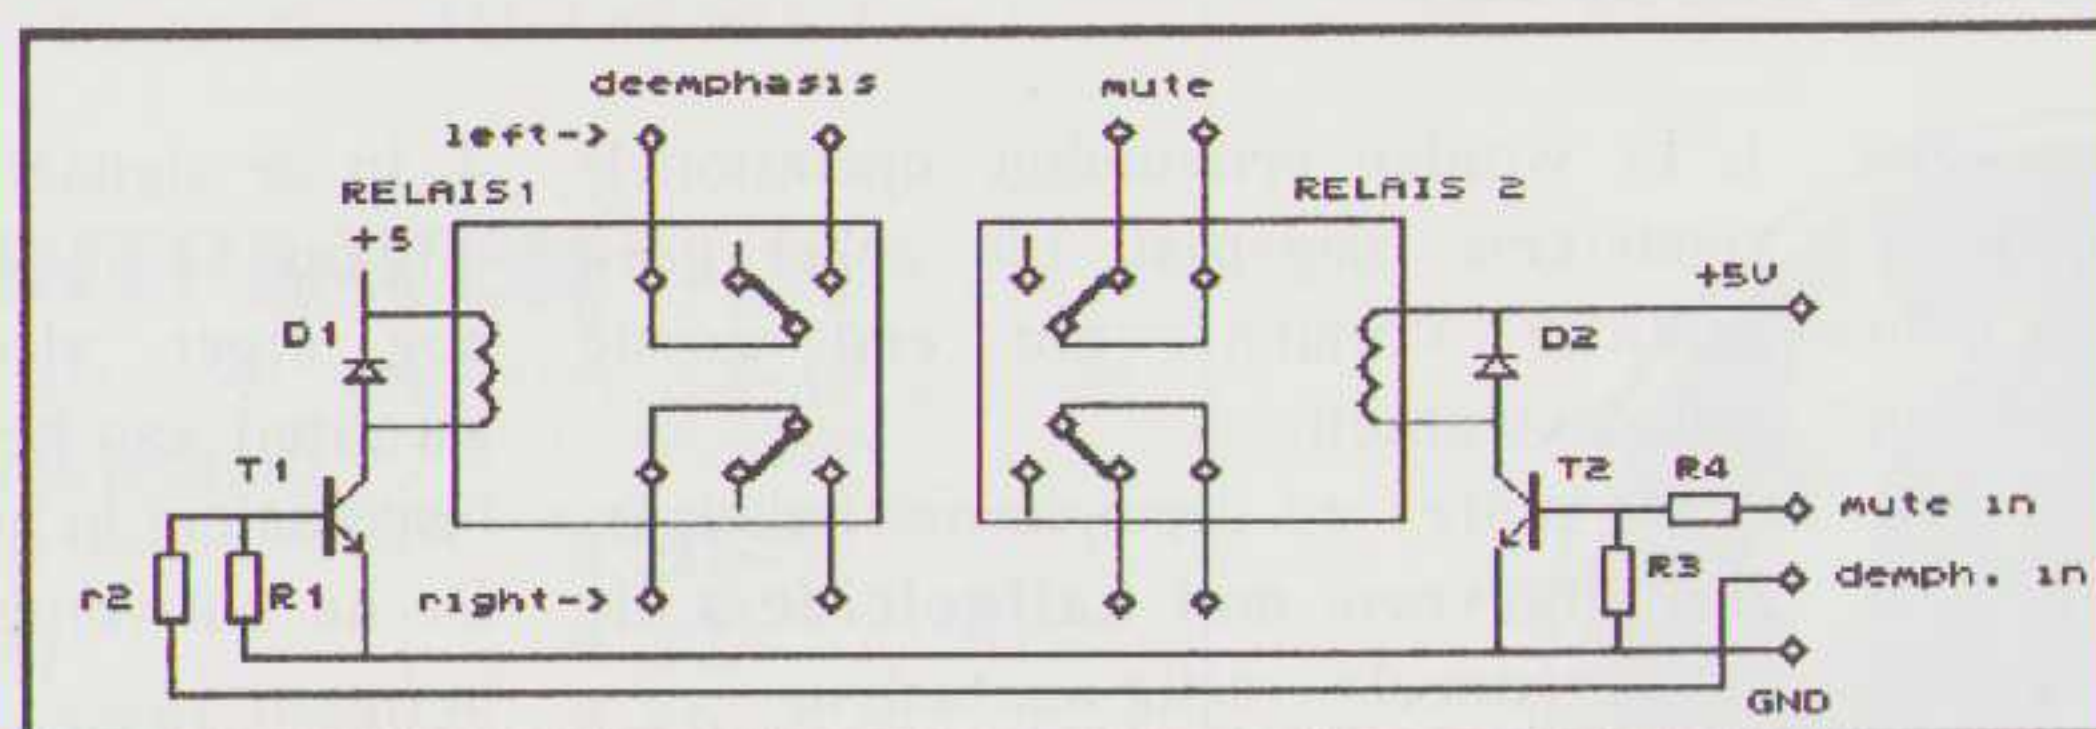 deemphasis
mute
left->
RELAIS1
RELAIS 2
+5
+5V
D1
D2
T1
T2
R4
mute in
r2
R1
right->
R3
demph. in
GND